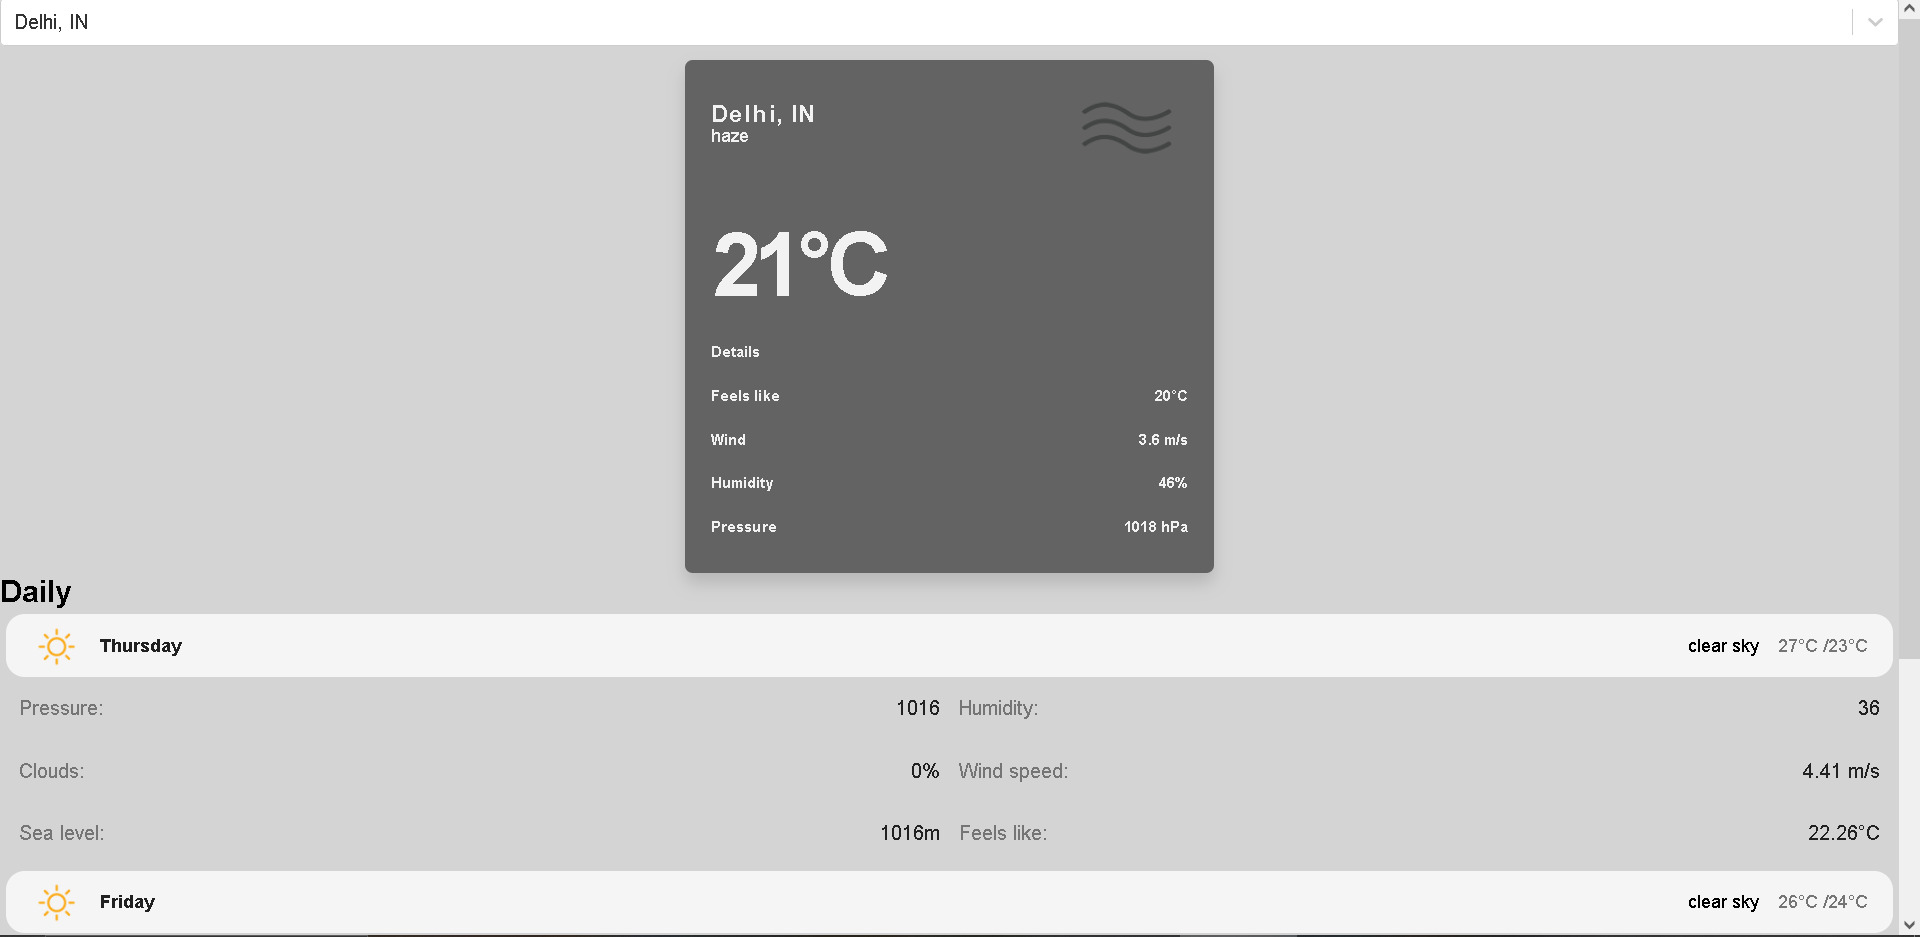 Delhi, IN
Delhi, IN
haze
21°C
Details
Feels like 20°C
Wind 3.6 m/s
Humidity 46%
Pressure 1018 hPa
Daily
Thursday clear sky 27°C /23°C
Pressure: 1016 Humidity: 36
Clouds: 0% Wind speed: 4.41 m/s
Sea level: 1016m Feels like: 22.26°C
Friday clear sky 26°C /24°C